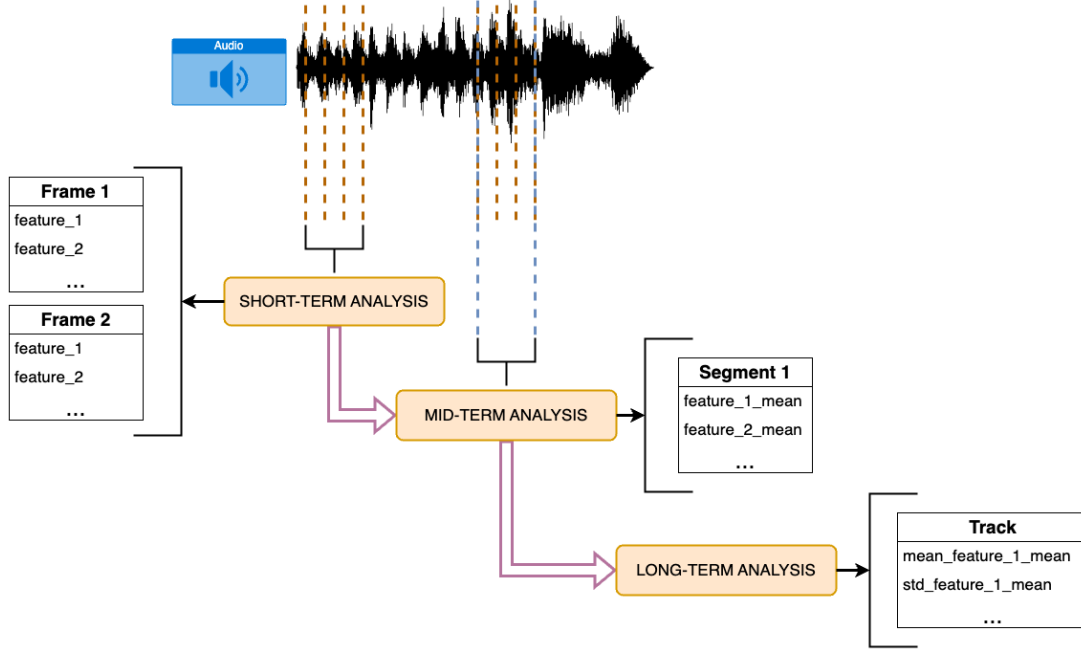 Audio
Frame 1
feature_1
feature_2
...
SHORT-TERM ANALYSIS
Frame 2
feature_1
feature_2
...
MID-TERM ANALYSIS
Segment 1
feature_1_mean
feature_2_mean
...
LONG-TERM ANALYSIS
Track
mean_feature_1_mean
std_feature_1_mean
...